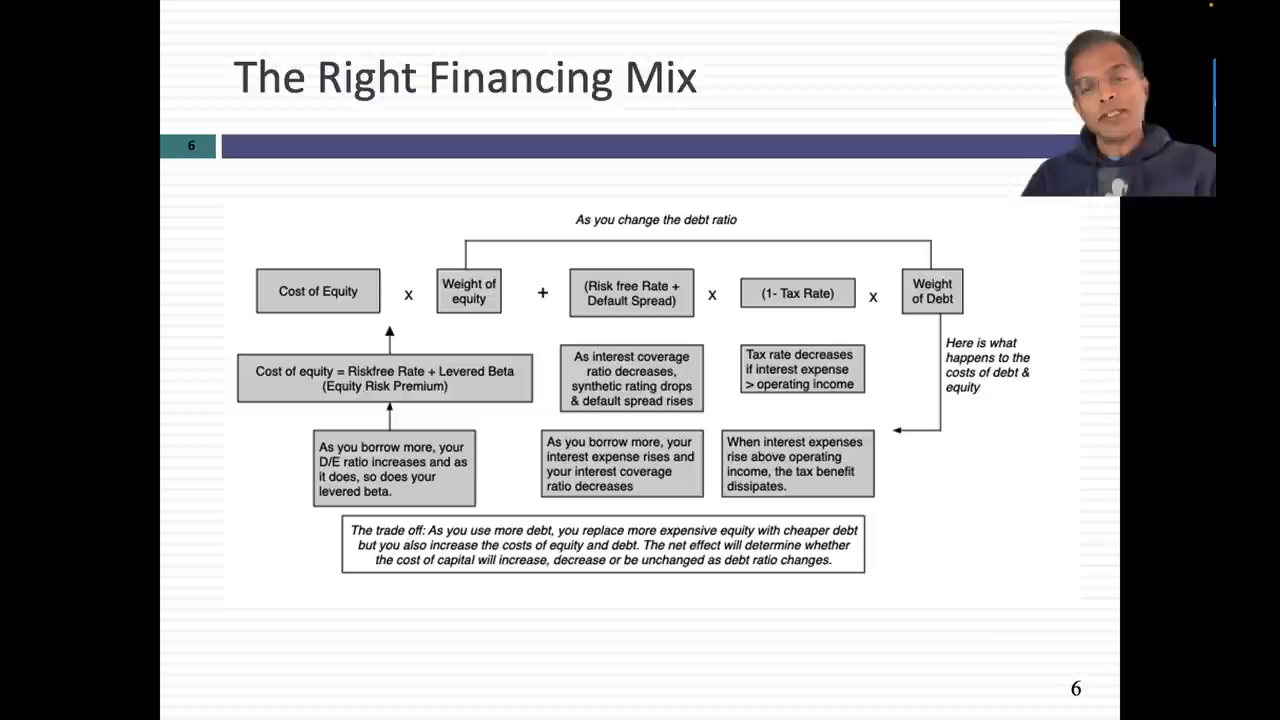 The Right Financing Mix
6
As you change the debt ratio
Cost of Equity
x
Weight of
equity
+
(Risk free Rate +
Default Spread)
x
(1- Tax Rate)
x
Weight
of Debt
Cost of equity = Riskfree Rate + Levered Beta
(Equity Risk Premium)
As interest coverage
ratio decreases,
synthetic rating drops
& default spread rises
Tax rate decreases
if interest expense
> operating income
Here is what
happens to the
costs of debt &
equity
As you borrow more, your
D/E ratio increases and as
it does, so does your
levered beta.
As you borrow more, your
interest expense rises and
your interest coverage
ratio decreases
When interest expenses
rise above operating
income, the tax benefit
dissipates.
The trade off: As you use more debt, you replace more expensive equity with cheaper debt
but you also increase the costs of equity and debt. The net effect will determine whether
the cost of capital will increase, decrease or be unchanged as debt ratio changes.
6